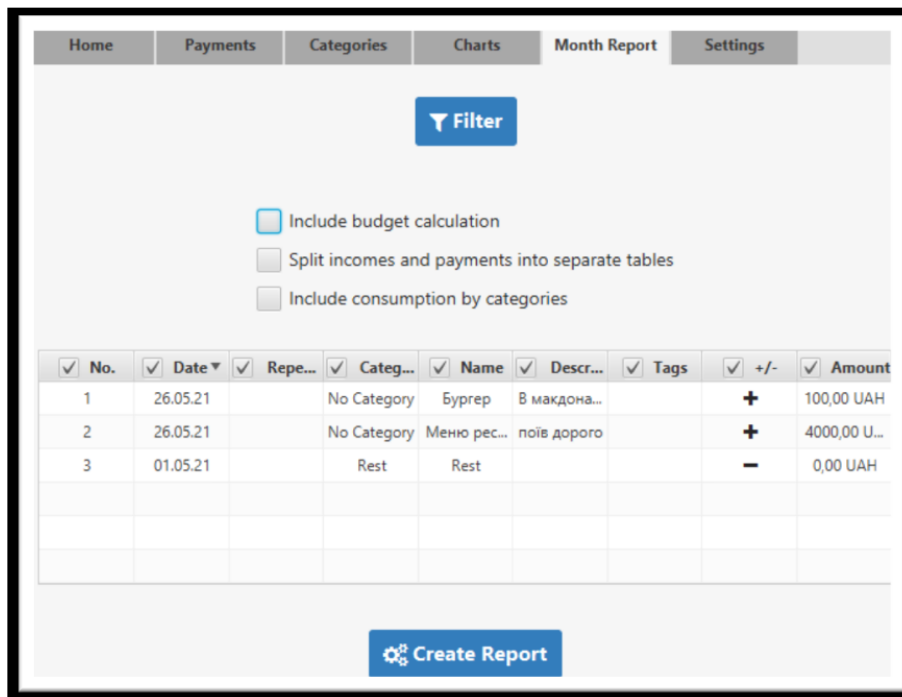 Home Payments Categories Charts Month Report Settings
Filter
Include budget calculation
Split incomes and payments into separate tables
Include consumption by categories
No. Date Repe... Categ... Name Descr... Tags +/- Amount
1 26.05.21 No Category Бургер В макдона... + 100,00 UAH
2 26.05.21 No Category Меню рес... поїв дорого + 4000,00 U...
3 01.05.21 Rest Rest − 0,00 UAH
Create Report